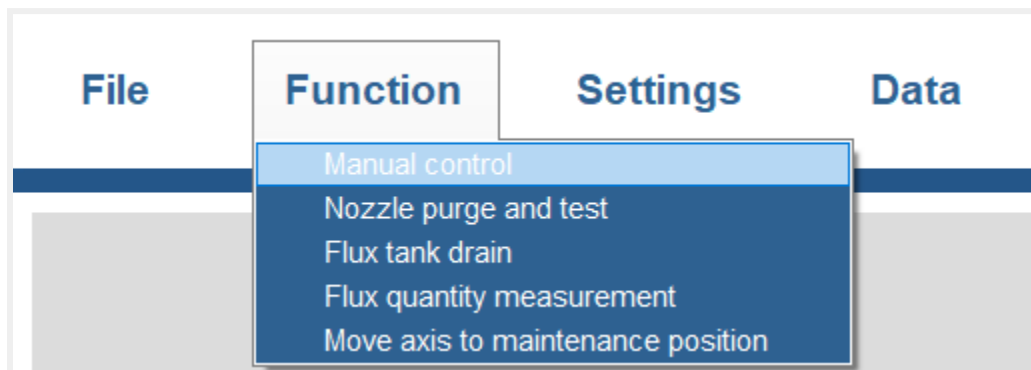 File Function Settings Data
Manual control
Nozzle purge and test
Flux tank drain
Flux quantity measurement
Move axis to maintenance position